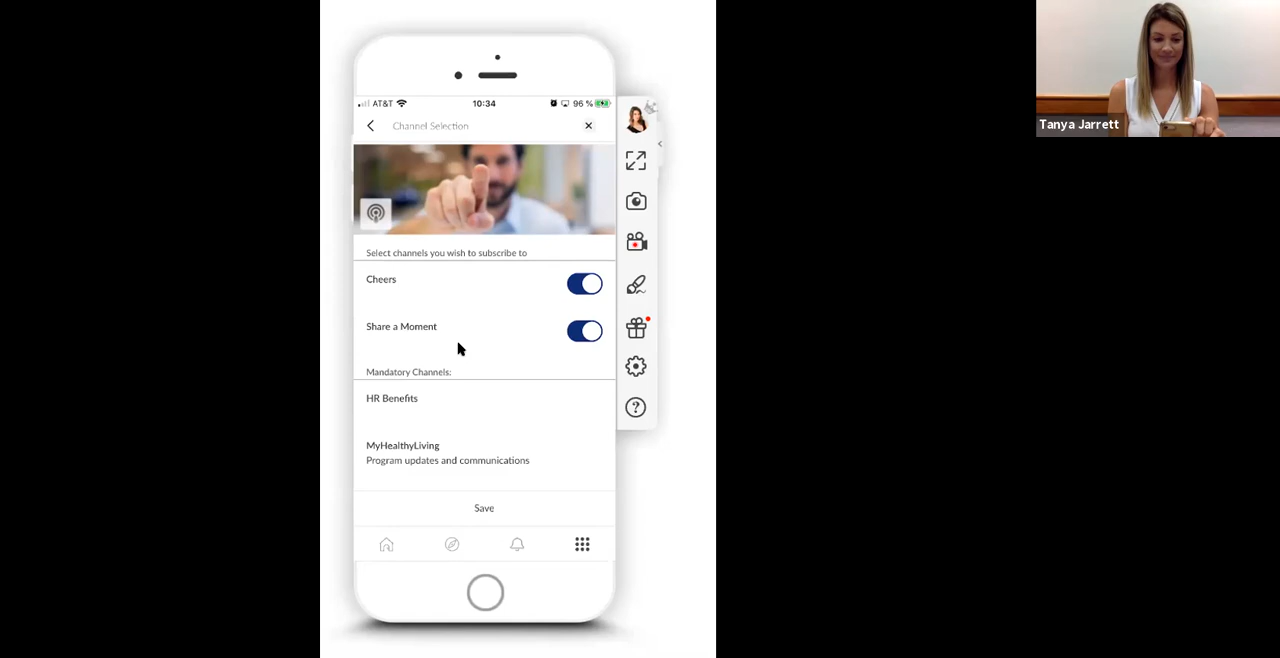 AT&T 10:34 96 %
Channel Selection
Select channels you wish to subscribe to
Cheers
Share a Moment
Mandatory Channels:
HR Benefits
MyHealthyLiving
Program updates and communications
Save
Tanya Jarrett